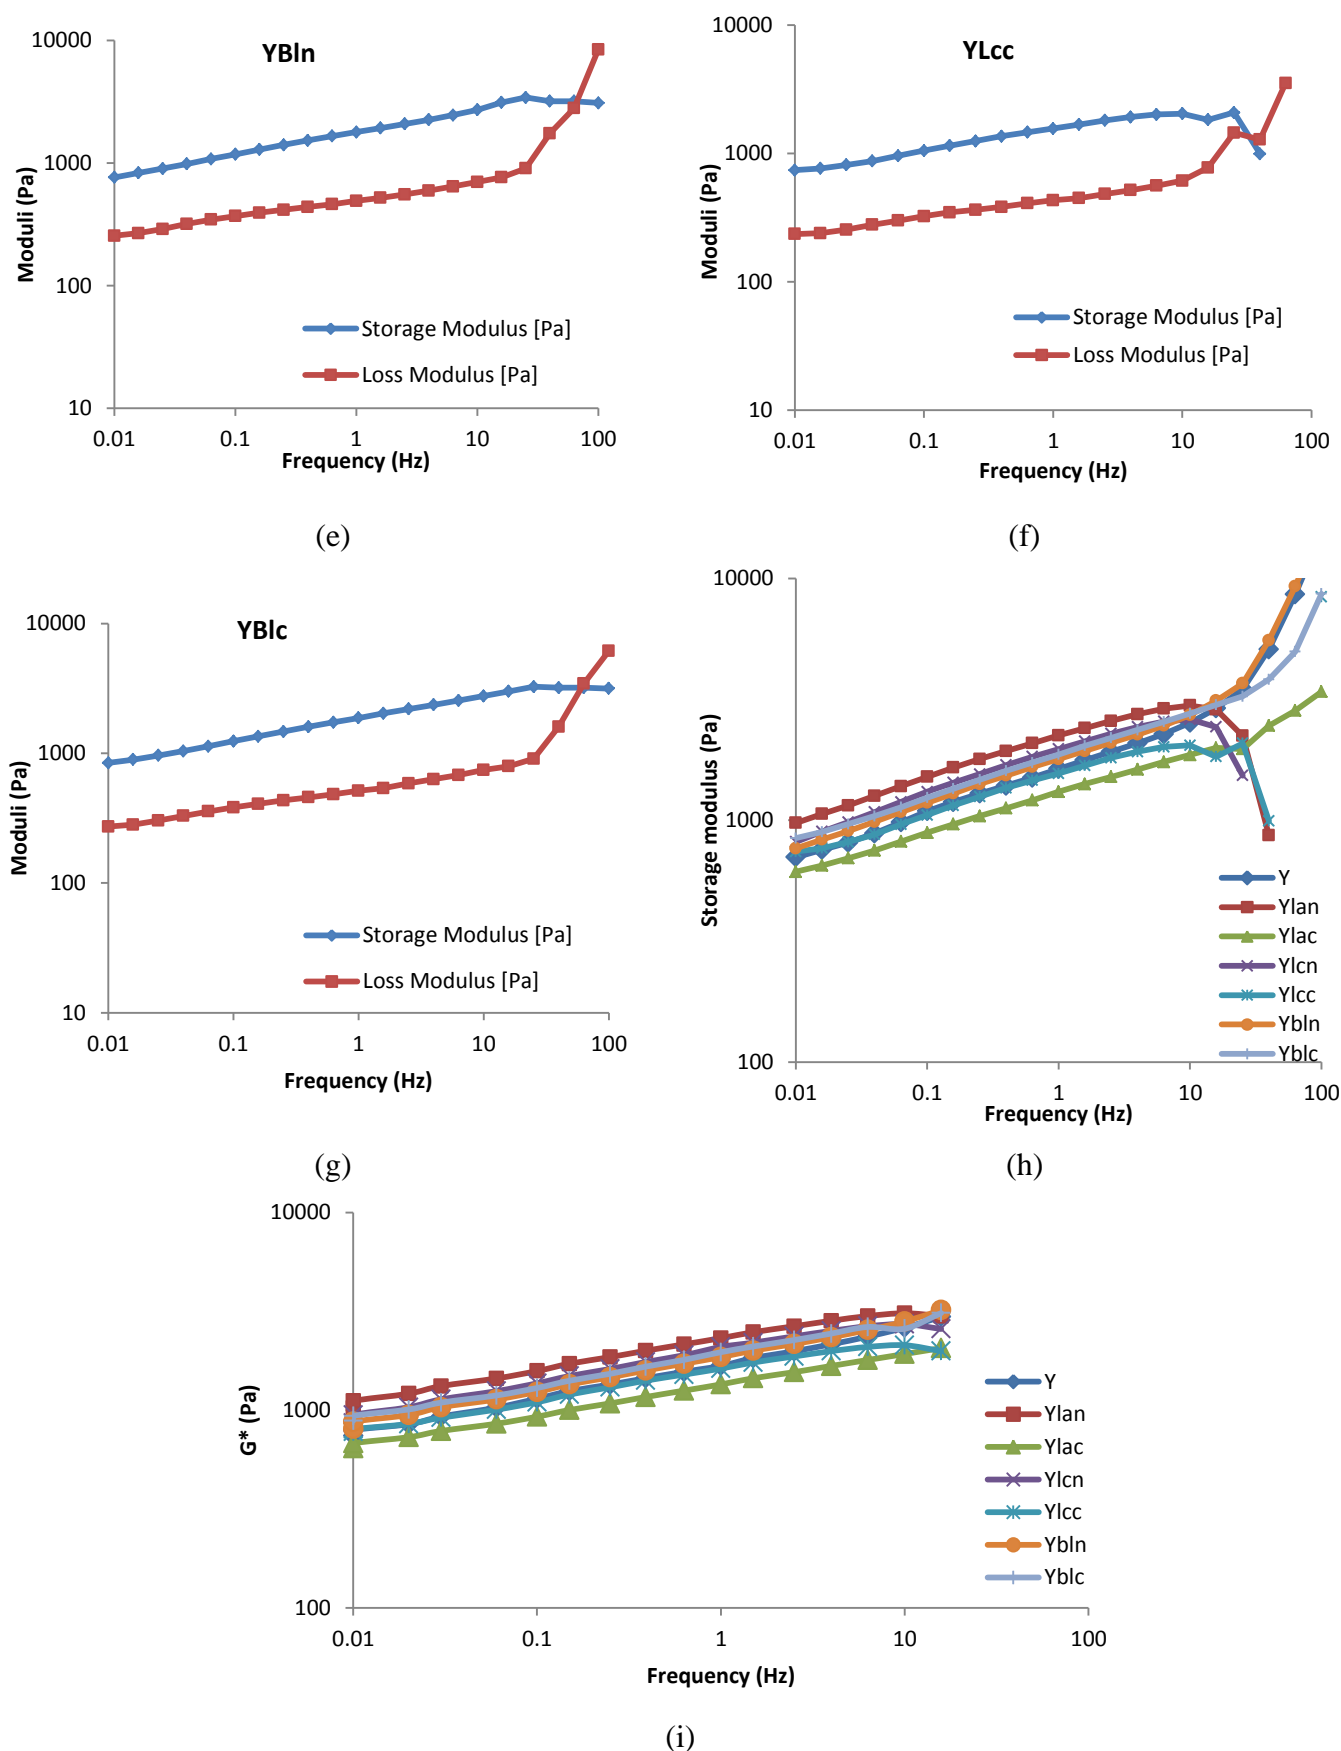 YBln
10000
1000
100
10
Moduli (Pa)
Storage Modulus [Pa]
Loss Modulus [Pa]
0.01 0.1 1 10 100
Frequency (Hz)
(e)
YLcc
10000
1000
100
10
Moduli (Pa)
Storage Modulus [Pa]
Loss Modulus [Pa]
0.01 0.1 1 10 100
Frequency (Hz)
(f)
YBlc
10000
1000
100
10
Moduli (Pa)
Storage Modulus [Pa]
Loss Modulus [Pa]
0.01 0.1 1 10 100
Frequency (Hz)
(g)
10000
1000
100
Storage modulus (Pa)
Y
Ylan
Ylac
Ylcn
Ylcc
Ybln
Yblc
0.01 0.1 1 10 100
Frequency (Hz)
(h)
10000
1000
100
G* (Pa)
Y
Ylan
Ylac
Ylcn
Ylcc
Ybln
Yblc
0.01 0.1 1 10 100
Frequency (Hz)
(i)